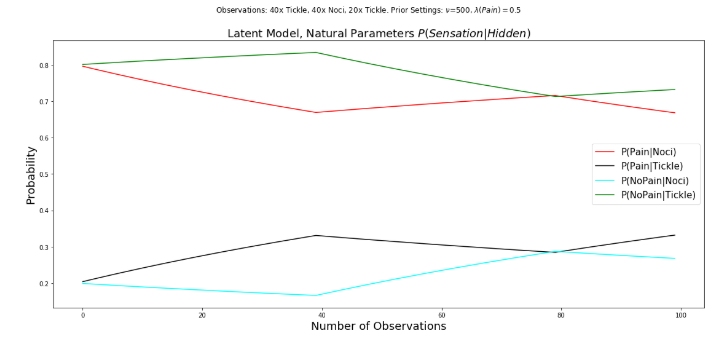 Observations: 40x Tickle, 40x Noci, 20x Tickle. Prior Settings: ν=500, λ(Pain) = 0.5
Latent Model, Natural Parameters P(Sensation|Hidden)
Probability
0.8
0.7
0.6
0.5
0.4
0.3
0.2
P(Pain|Noci)
P(Pain|Tickle)
P(NoPain|Noci)
P(NoPain|Tickle)
0 20 40 60 80 100
Number of Observations